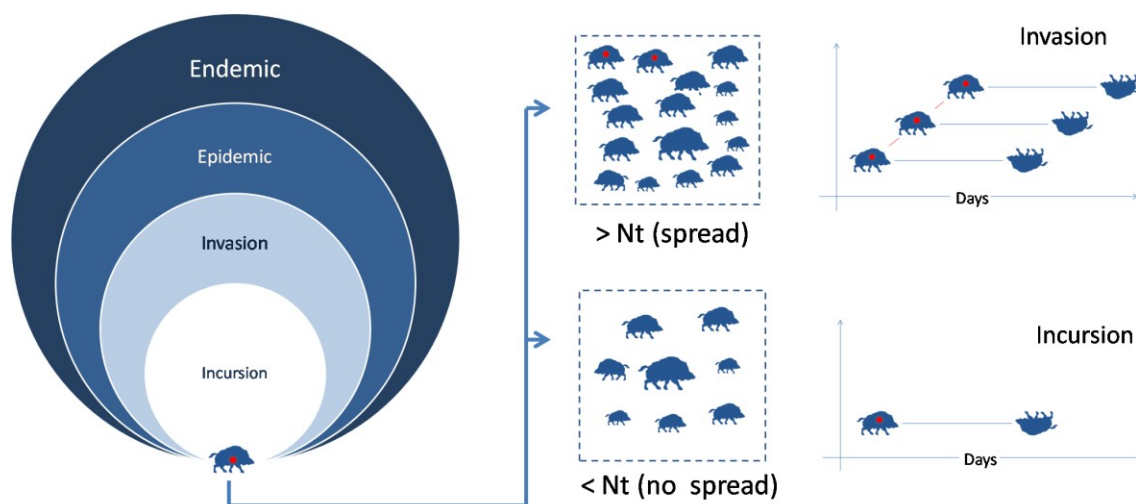 Endemic
Epidemic
Invasion
Incursion
> Nt (spread)
< Nt (no spread)
Invasion
Days
Incursion
Days